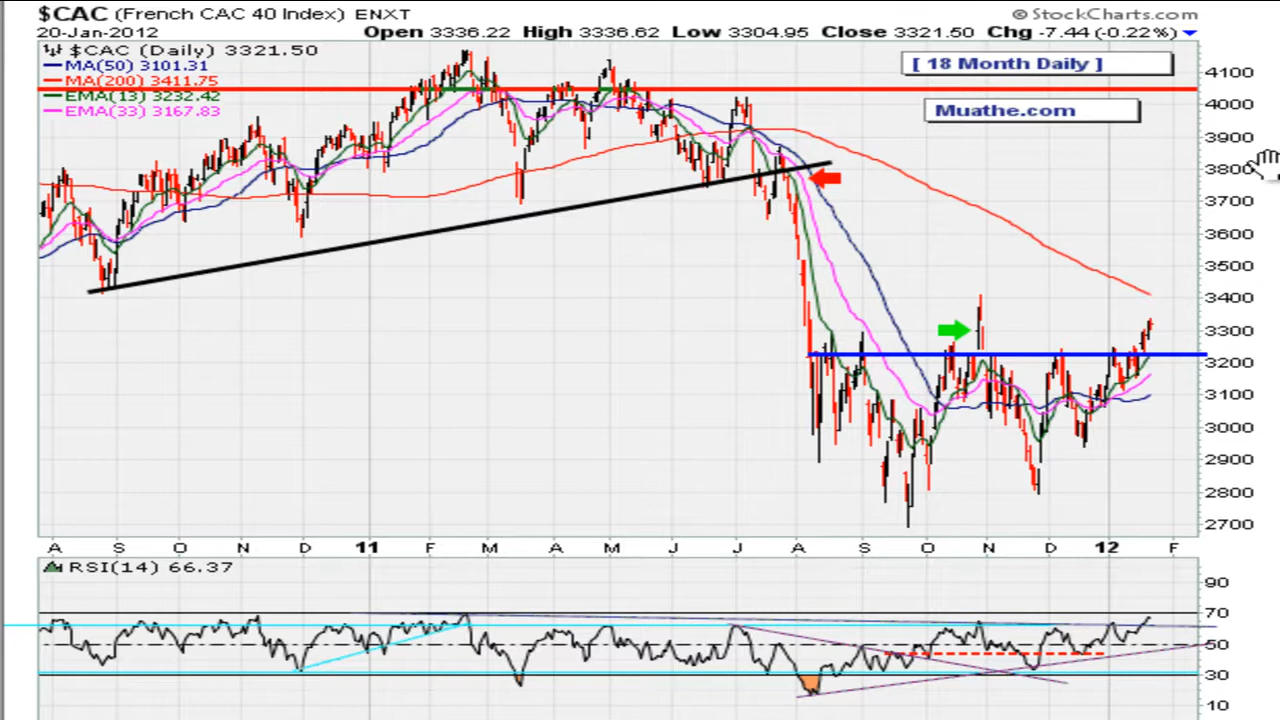 $CAC (French CAC 40 Index) ENXT
© StockCharts.com
20-Jan-2012
Open 3336.22 High 3336.62 Low 3304.95 Close 3321.50 Chg -7.44 (-0.22%)
$CAC (Daily) 3321.50
MA(50) 3101.31
MA(200) 3411.75
EMA(13) 3232.42
EMA(33) 3167.83
[ 18 Month Daily ]
Muathe.com
4100
4000
3900
3800
3700
3600
3500
3400
3300
3200
3100
3000
2900
2800
2700
A S O N D 11 F M A M J J A S O N D 12 F
RSI(14) 66.37
90
70
50
30
10